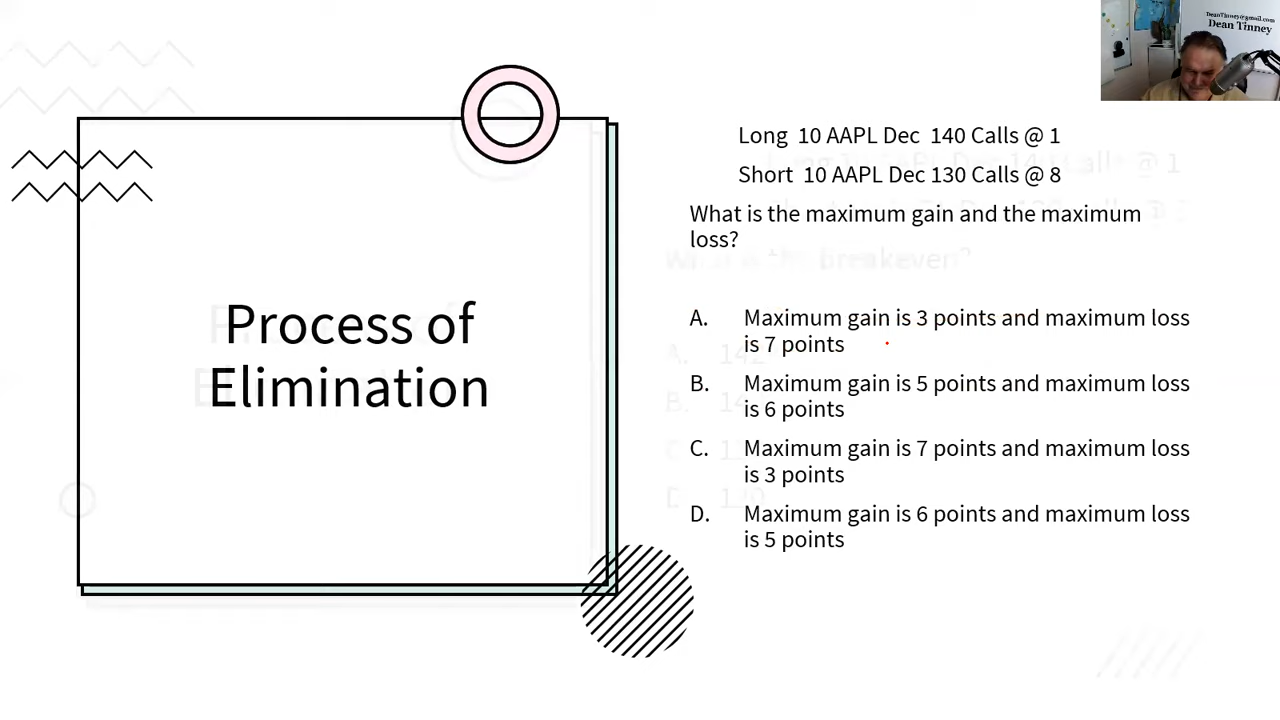 DeanTinney@gmail.com
Dean Tinney
Long 10 AAPL Dec 140 Calls @ 1
Short 10 AAPL Dec 130 Calls @ 8
What is the maximum gain and the maximum
loss?
Process of
Elimination
A. Maximum gain is 3 points and maximum loss
is 7 points
B. Maximum gain is 5 points and maximum loss
is 6 points
C. Maximum gain is 7 points and maximum loss
is 3 points
D. Maximum gain is 6 points and maximum loss
is 5 points